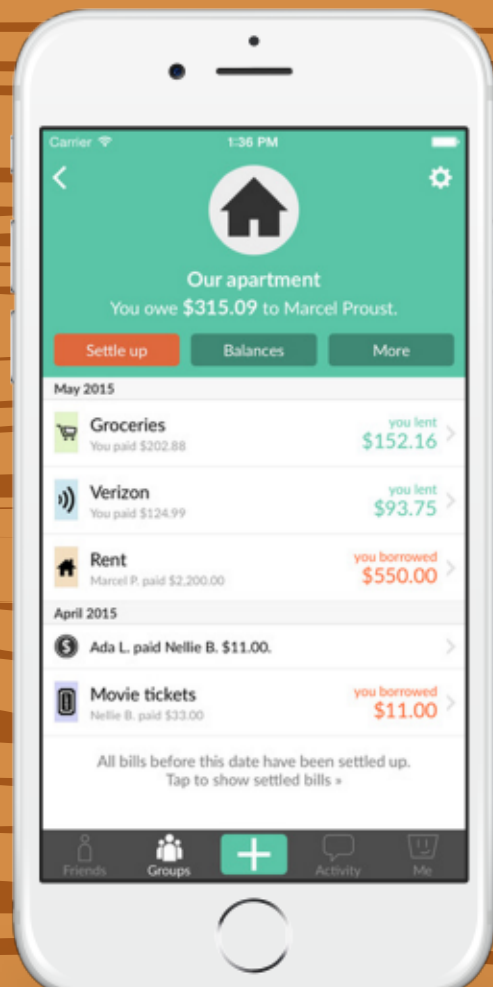 Carrier 1:36 PM
Our apartment
You owe $315.09 to Marcel Proust.
Settle up Balances More
May 2015
Groceries
You paid $202.88
you lent
$152.16
Verizon
You paid $124.99
you lent
$93.75
Rent
Marcel P. paid $2,200.00
you borrowed
$550.00
April 2015
Ada L. paid Nellie B. $11.00.
Movie tickets
Nellie B. paid $33.00
you borrowed
$11.00
All bills before this date have been settled up.
Tap to show settled bills »
Friends Groups Activity Me